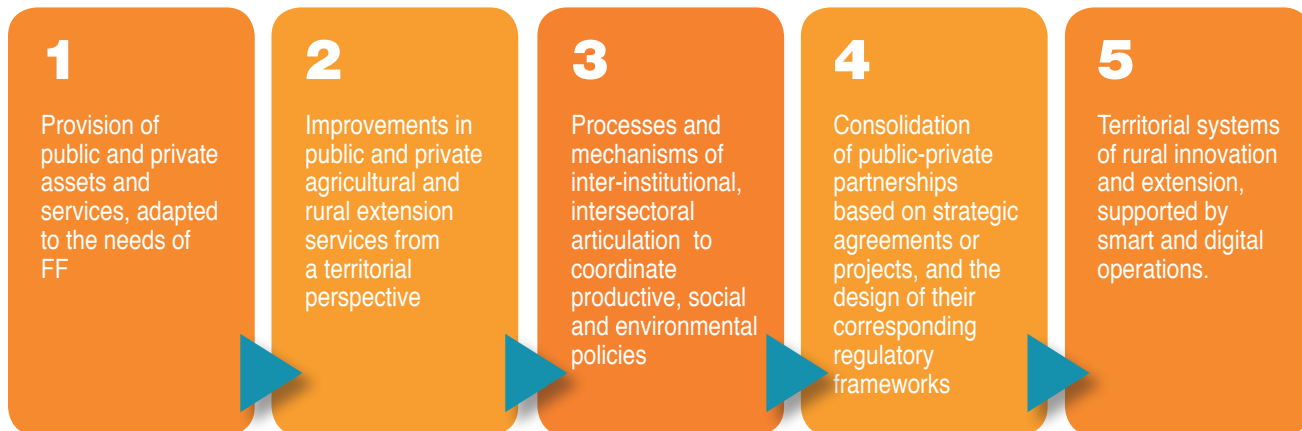 1
Provision of
public and private
assets and
services, adapted
to the needs of
FF
2
Improvements in
public and private
agricultural and
rural extension
services from
a territorial
perspective
3
Processes and
mechanisms of
inter-institutional,
intersectoral
articulation to
coordinate
productive, social
and environmental
policies
4
Consolidation
of public-private
partnerships
based on strategic
agreements or
projects, and the
design of their
corresponding
regulatory
frameworks
5
Territorial systems
of rural innovation
and extension,
supported by
smart and digital
operations.